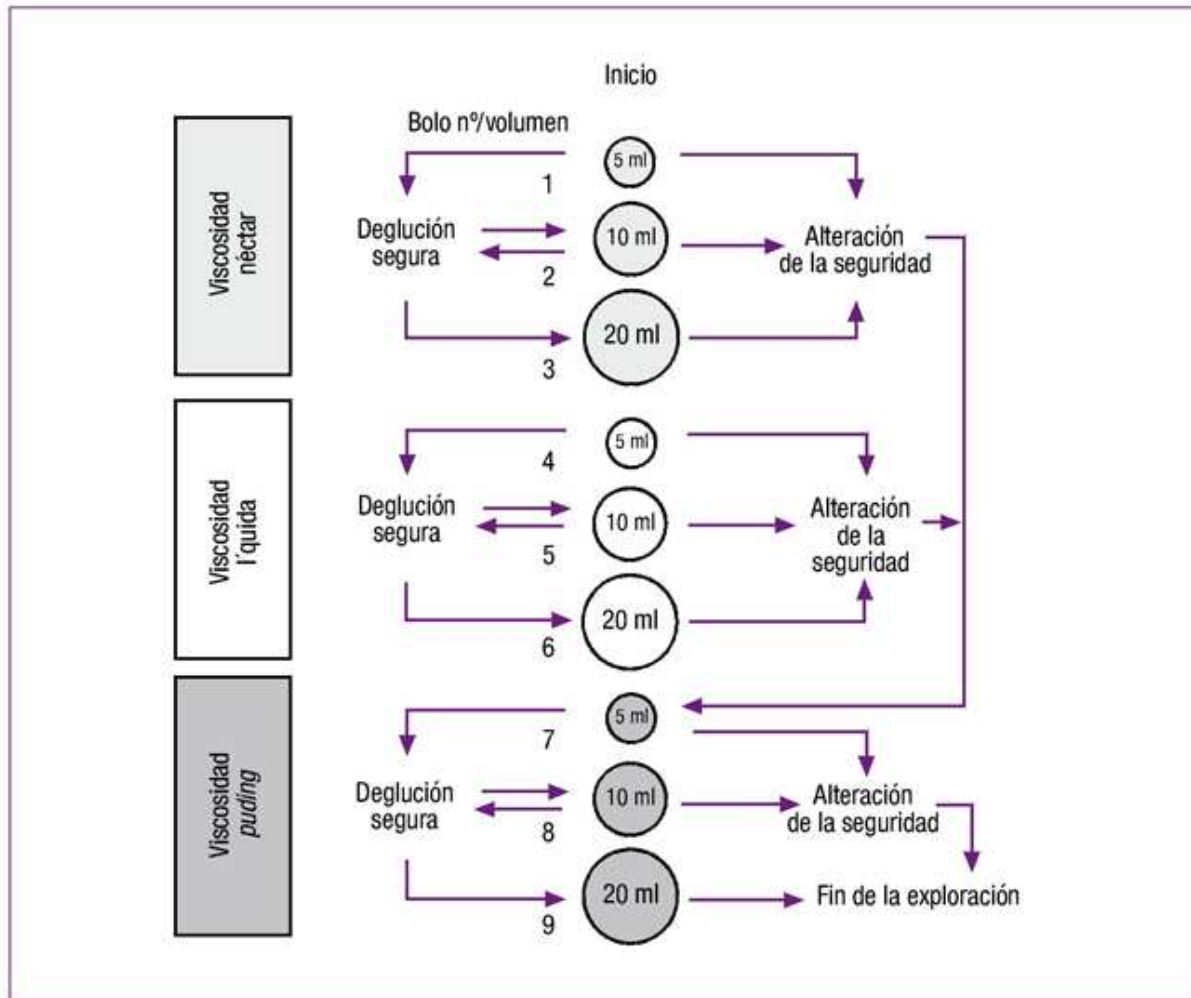 Inicio
Bolo nº/volumen
Viscosidad
néctar
5 ml
1
Deglución
segura
10 ml
2
Alteración
de la seguridad
20 ml
3
Viscosidad
l´quida
5 ml
4
Deglución
segura
10 ml
5
Alteración
de la
seguridad
20 ml
6
Viscosidad
puding
5 ml
7
Deglución
segura
10 ml
8
Alteración
de la seguridad
20 ml
9
Fin de la exploración